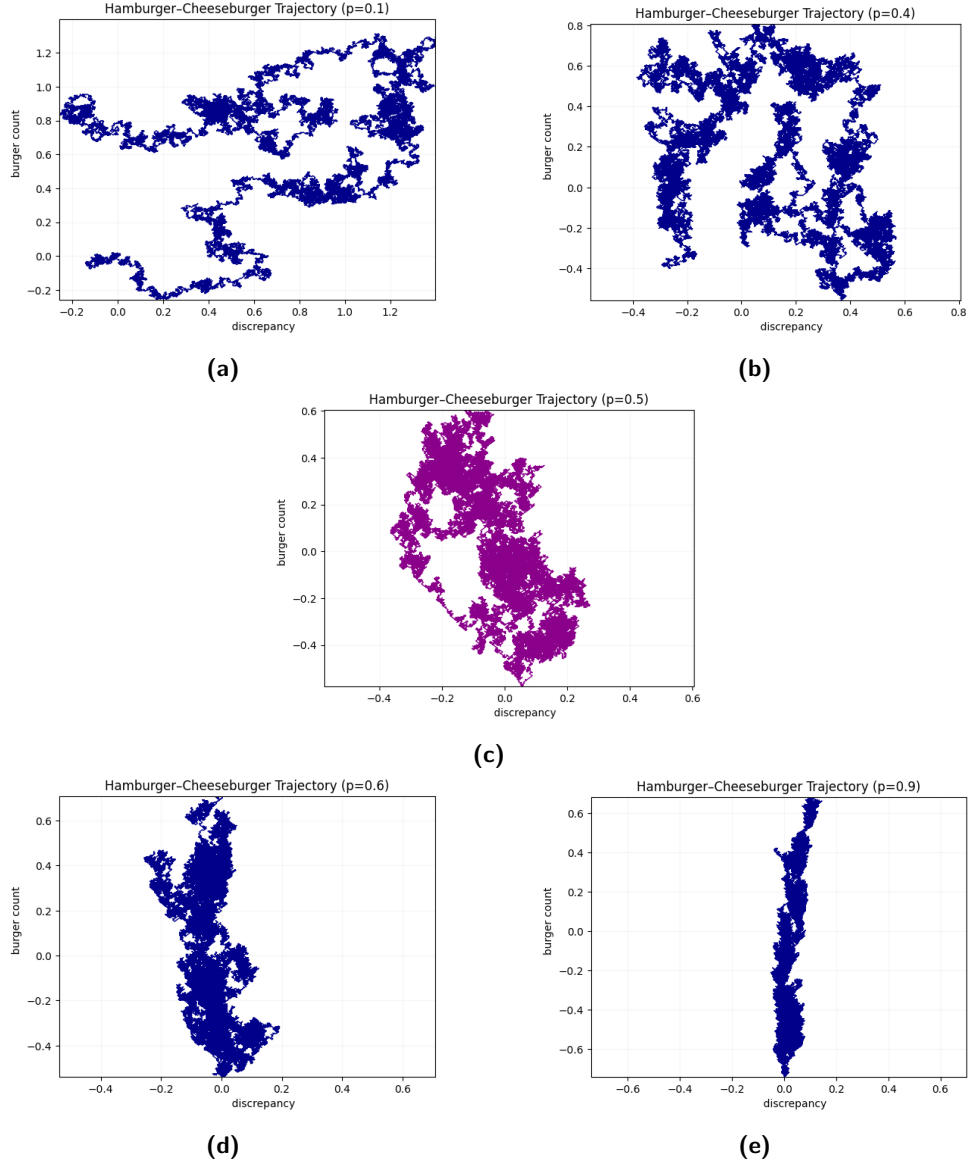 Hamburger–Cheeseburger Trajectory (p=0.1)
burger count
1.2
1.0
0.8
0.6
0.4
0.2
0.0
−0.2
−0.2 0.0 0.2 0.4 0.6 0.8 1.0 1.2
discrepancy
(a)
Hamburger–Cheeseburger Trajectory (p=0.4)
burger count
0.8
0.6
0.4
0.2
0.0
−0.2
−0.4
−0.4 −0.2 0.0 0.2 0.4 0.6 0.8
discrepancy
(b)
Hamburger–Cheeseburger Trajectory (p=0.5)
burger count
0.6
0.4
0.2
0.0
−0.2
−0.4
−0.4 −0.2 0.0 0.2 0.4 0.6
discrepancy
(c)
Hamburger–Cheeseburger Trajectory (p=0.6)
burger count
0.6
0.4
0.2
0.0
−0.2
−0.4
−0.4 −0.2 0.0 0.2 0.4 0.6
discrepancy
(d)
Hamburger–Cheeseburger Trajectory (p=0.9)
burger count
0.6
0.4
0.2
0.0
−0.2
−0.4
−0.6
−0.6 −0.4 −0.2 0.0 0.2 0.4 0.6
discrepancy
(e)